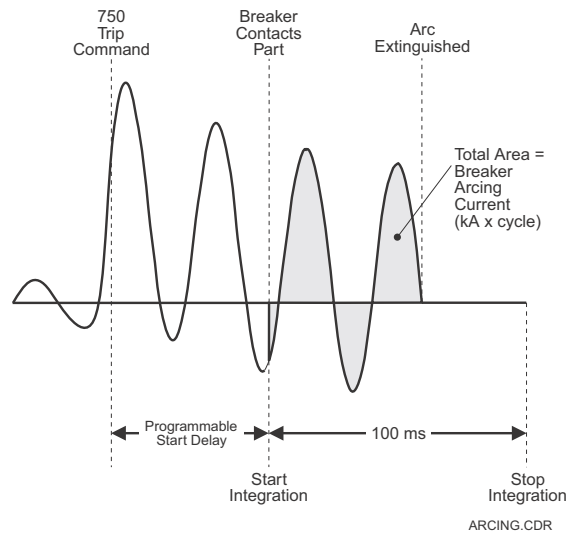 750
Trip
Command
Breaker
Contacts
Part
Arc
Extinguished
Total Area =
Breaker
Arcing
Current
(kA x cycle)
Programmable
Start Delay
100 ms
Start
Integration
Stop
Integration
ARCING.CDR